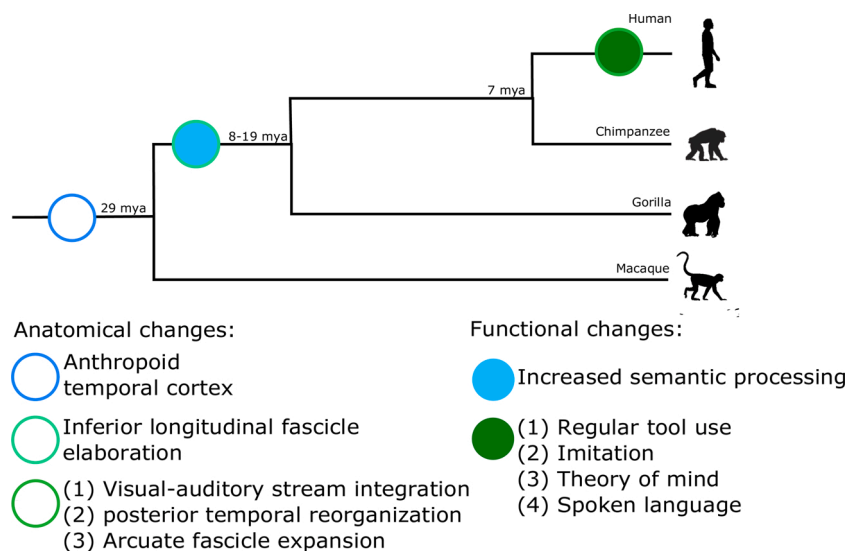 Human
7 mya
Chimpanzee
8-19 mya
Gorilla
29 mya
Macaque
Anatomical changes:
Anthropoid
temporal cortex
Inferior longitudinal fascicle
elaboration
(1) Visual-auditory stream integration
(2) posterior temporal reorganization
(3) Arcuate fascicle expansion
Functional changes:
Increased semantic processing
(1) Regular tool use
(2) Imitation
(3) Theory of mind
(4) Spoken language